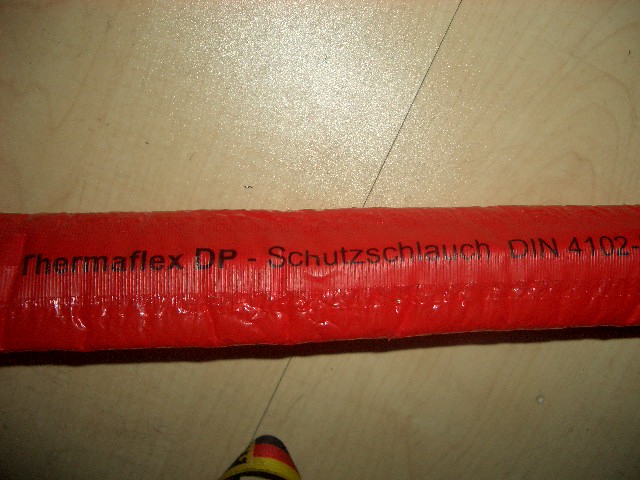 Thermaflex DP - Schutzschlauch DIN 4102-